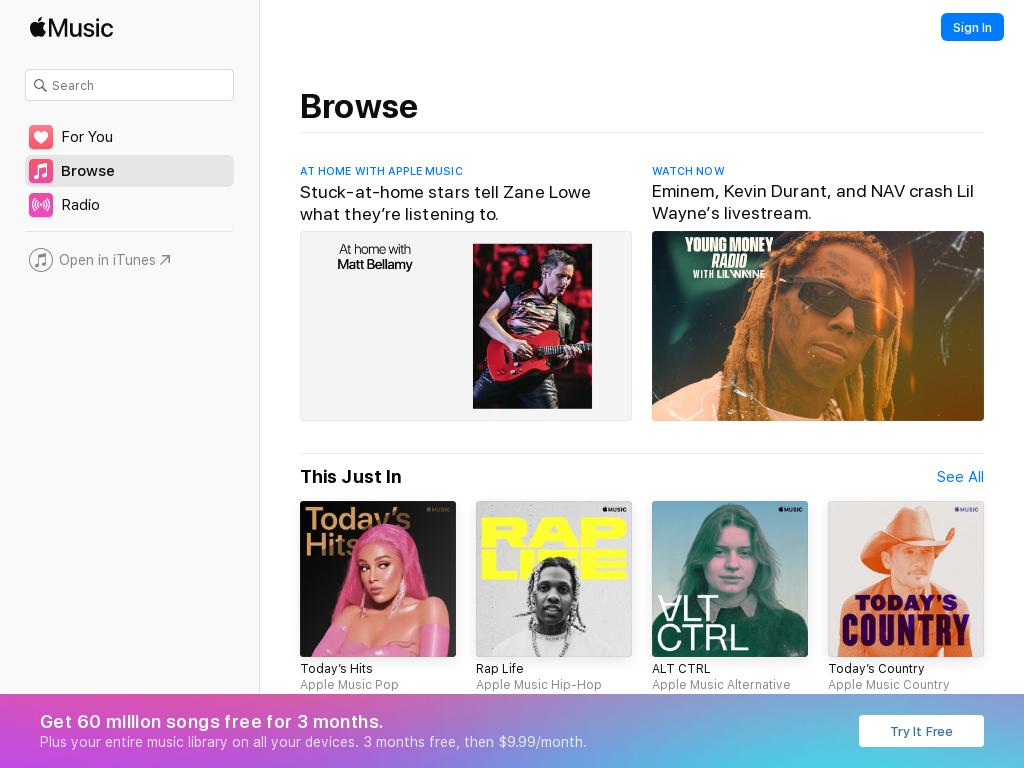 Music
Sign In
Search
For You
Browse
Radio
Open in iTunes
Browse
AT HOME WITH APPLE MUSIC
Stuck-at-home stars tell Zane Lowe
what they're listening to.
At home with
Matt Bellamy
WATCH NOW
Eminem, Kevin Durant, and NAV crash Lil
Wayne's livestream.
YOUNG MONEY
RADIO
WITH LIL WAYNE
This Just In
See All
MUSIC
Today's
Hits
Today's Hits
Apple Music Pop
MUSIC
RAP
LIFE
Rap Life
Apple Music Hip-Hop
MUSIC
ALT
CTRL
ALT CTRL
Apple Music Alternative
MUSIC
TODAY'S
COUNTRY
Today's Country
Apple Music Country
Get 60 million songs free for 3 months.
Plus your entire music library on all your devices. 3 months free, then $9.99/month.
Try It Free